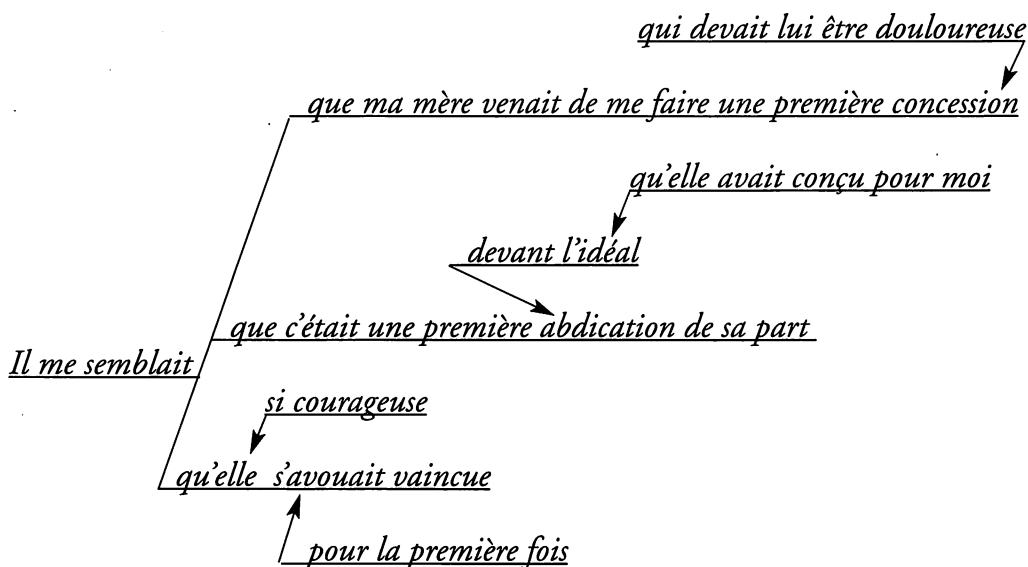 qui devait lui être douloureuse
que ma mère venait de me faire une première concession
qu'elle avait conçu pour moi
devant l'idéal
que c'était une première abdication de sa part
Il me semblait
si courageuse
qu'elle s'avouait vaincue
pour la première fois